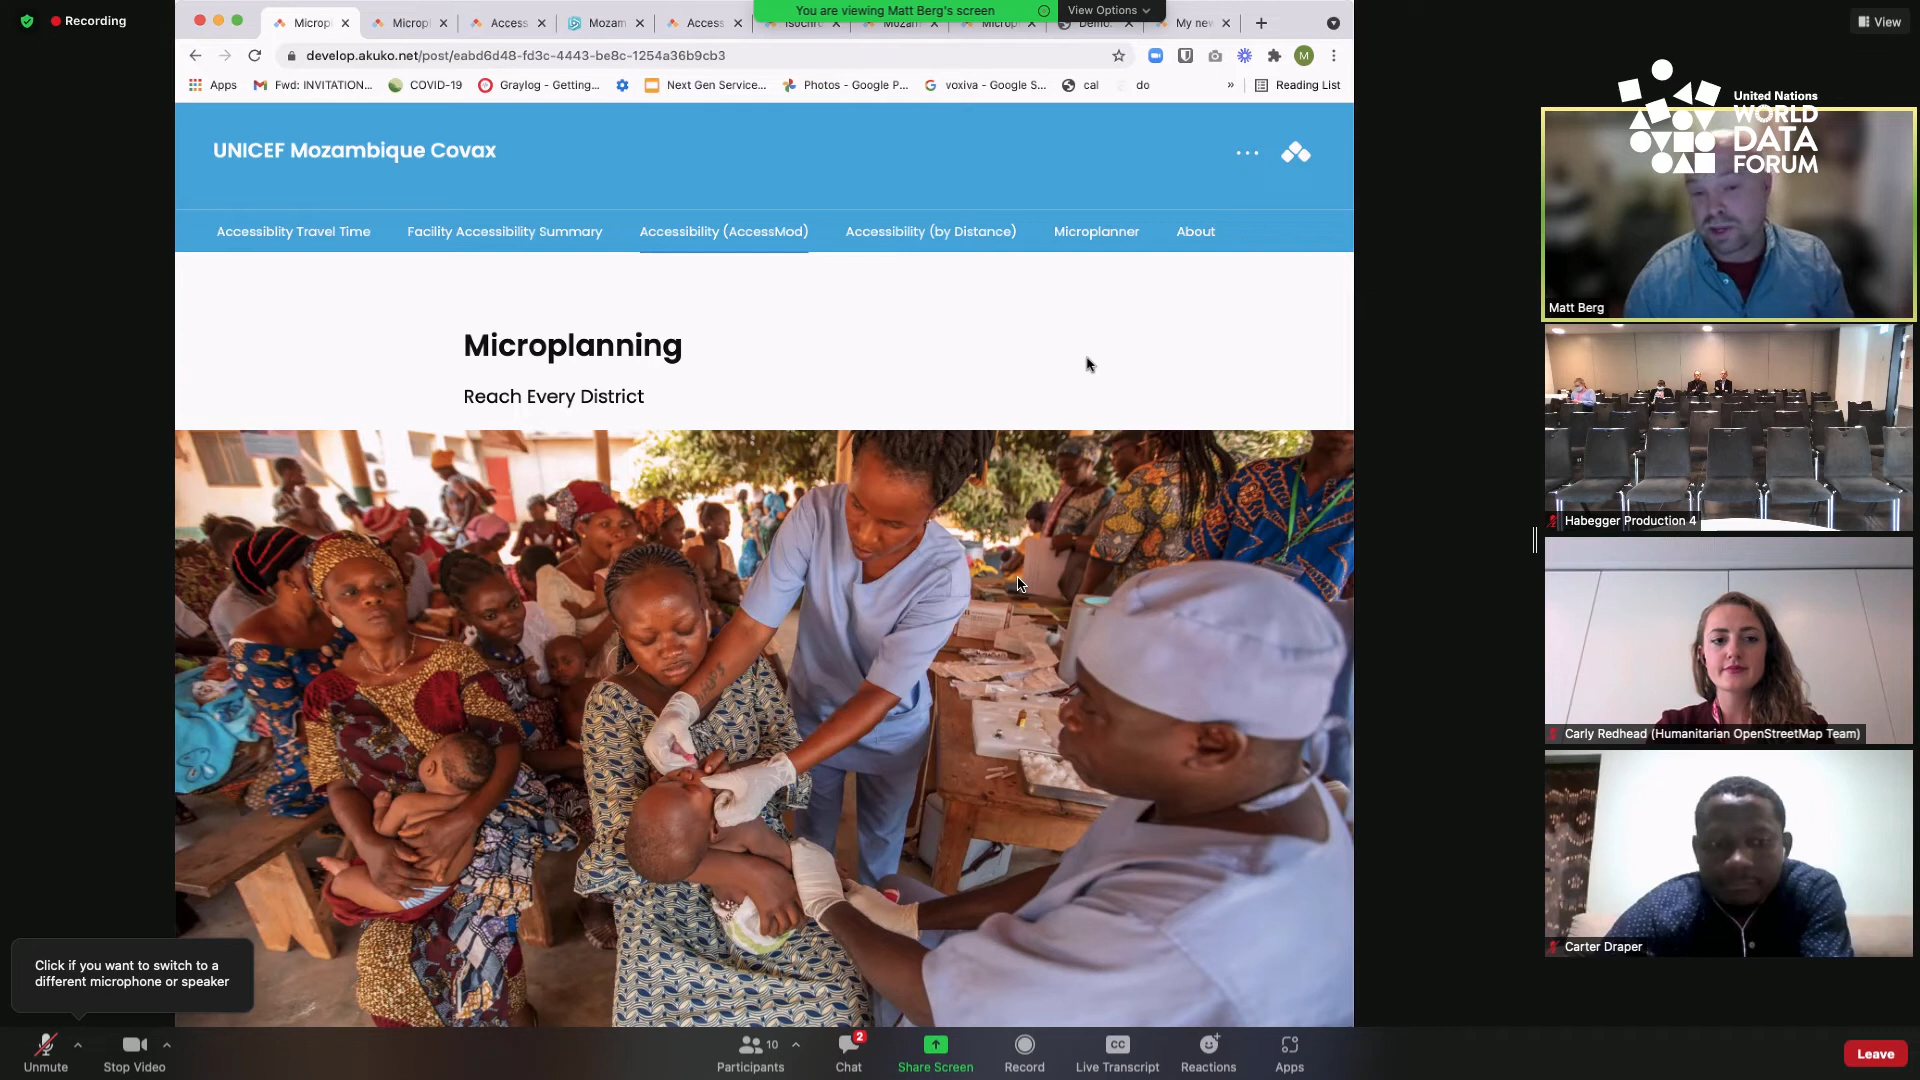 Recording
You are viewing Matt Berg's screen
View Options
View
Microp
Microp
Access
Mozam
Access
Isochro
Mozam
Microp
Demo:
My nev
develop.akuko.net/post/eabd6d48-fd3c-4443-be8c-1254a36b9cb3
M
Apps
Fwd: INVITATION...
COVID-19
Graylog - Getting...
Next Gen Service...
Photos - Google P...
voxiva - Google S...
cal
do
»
Reading List
UNICEF Mozambique Covax
Accessiblity Travel Time
Facility Accessibility Summary
Accessibility (AccessMod)
Accessibility (by Distance)
Microplanner
About
Microplanning
Reach Every District
United Nations
WORLD
DATA
FORUM
Matt Berg
Habegger Production 4
Carly Redhead (Humanitarian OpenStreetMap Team)
Carter Draper
Click if you want to switch to a
different microphone or speaker
Unmute
Stop Video
10
Participants
2
Chat
Share Screen
Record
CC
Live Transcript
Reactions
Apps
Leave